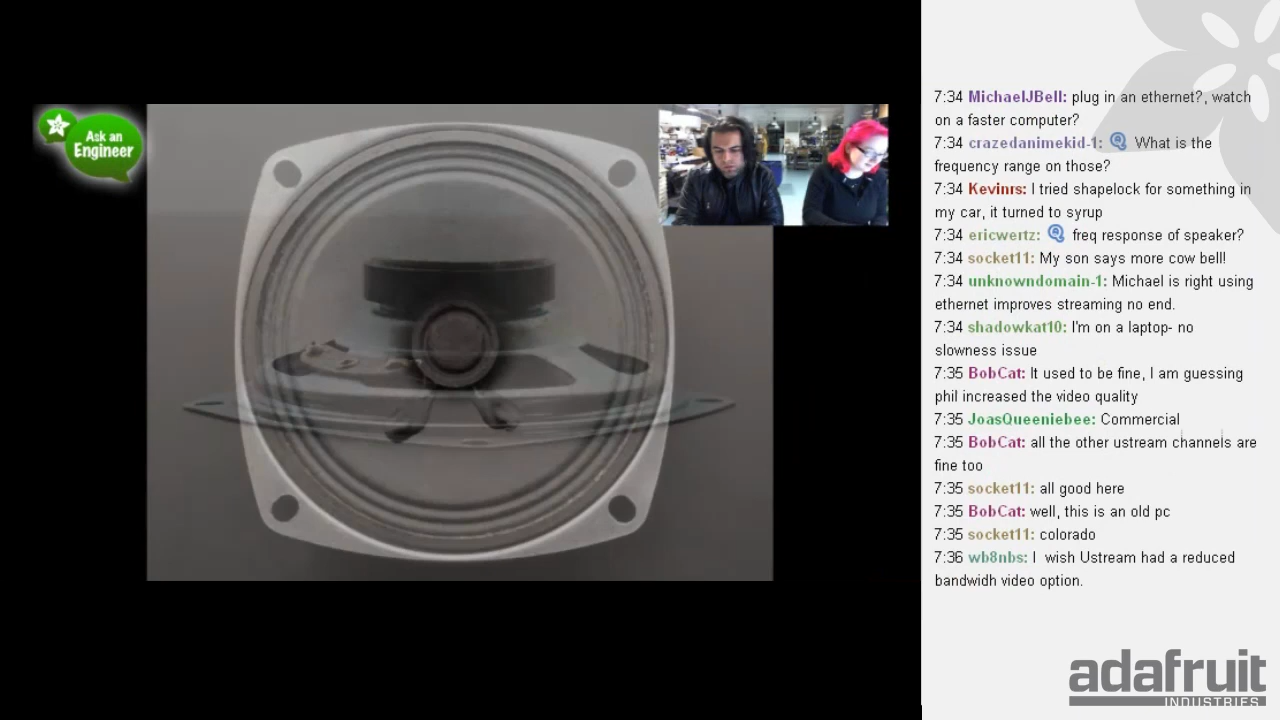 Ask an
Engineer
7:34 MichaelJBell: plug in an ethernet?, watch
on a faster computer?
7:34 crazedanimekid-1: What is the
frequency range on those?
7:34 Kevinrs: I tried shapelock for something in
my car, it turned to syrup
7:34 ericwertz: freq response of speaker?
7:34 socket11: My son says more cow bell!
7:34 unknowndomain-1: Michael is right using
ethernet improves streaming no end.
7:34 shadowkat10: I'm on a laptop- no
slowness issue
7:35 BobCat: It used to be fine, I am guessing
phil increased the video quality
7:35 JoasQueeniebee: Commercial
7:35 BobCat: all the other ustream channels are
fine too
7:35 socket11: all good here
7:35 BobCat: well, this is an old pc
7:35 socket11: colorado
7:36 wb8nbs: I wish Ustream had a reduced
bandwidh video option.
adafruit
INDUSTRIES